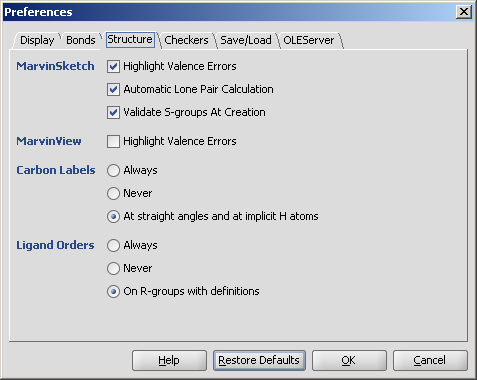 Preferences
Display Bonds Structure Checkers Save/Load OLEServer
MarvinSketch Highlight Valence Errors
Automatic Lone Pair Calculation
Validate S-groups At Creation
MarvinView Highlight Valence Errors
Carbon Labels Always
Never
At straight angles and at implicit H atoms
Ligand Orders Always
Never
On R-groups with definitions
Help Restore Defaults OK Cancel